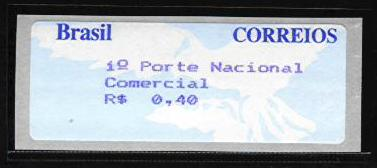 Brasil CORREIOS
1º Porte Nacional
Comercial
R$ 0,40